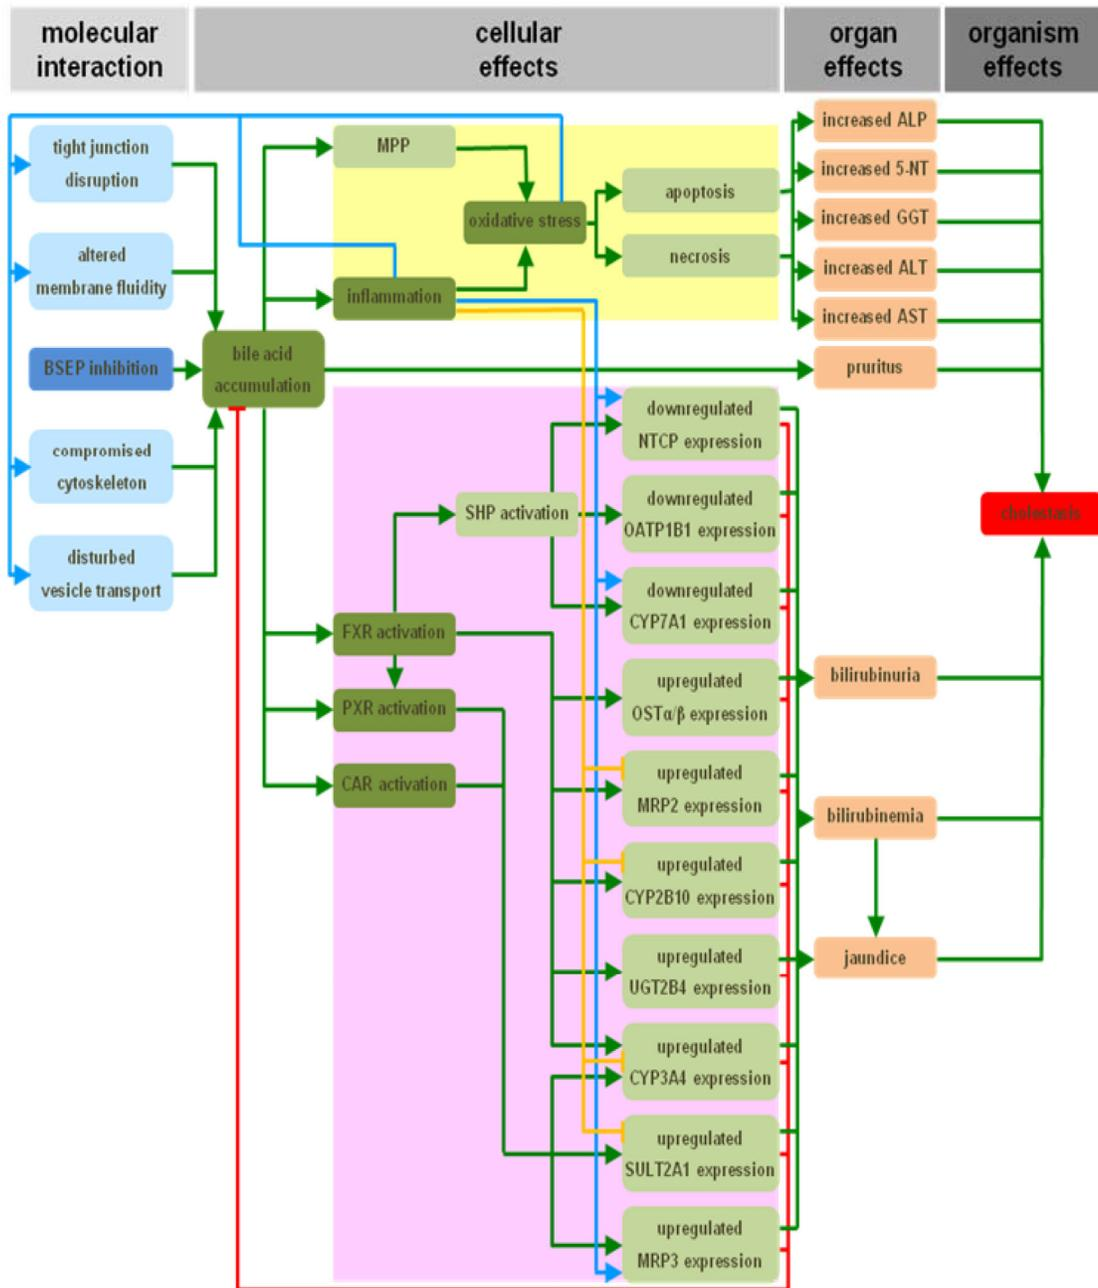 molecular
interaction
cellular
effects
organ
effects
organism
effects
tight junction
disruption
altered
membrane fluidity
BSEP inhibition
compromised
cytoskeleton
disturbed
vesicle transport
bile acid
accumulation
MPP
oxidative stress
inflammation
apoptosis
necrosis
SHP activation
FXR activation
PXR activation
CAR activation
downregulated
NTCP expression
downregulated
OATP1B1 expression
downregulated
CYP7A1 expression
upregulated
OSTα/β expression
upregulated
MRP2 expression
upregulated
CYP2B10 expression
upregulated
UGT2B4 expression
upregulated
CYP3A4 expression
upregulated
SULT2A1 expression
upregulated
MRP3 expression
increased ALP
increased 5-NT
increased GGT
increased ALT
increased AST
pruritus
bilirubinuria
bilirubinemia
jaundice
cholestasis